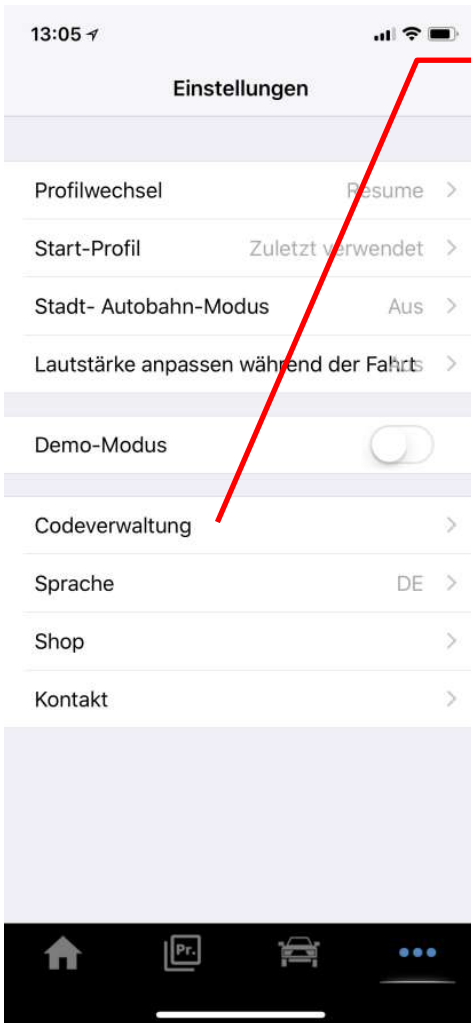 13:05
Einstellungen
Profilwechsel Resume
Start-Profil Zuletzt verwendet
Stadt- Autobahn-Modus Aus
Lautstärke anpassen während der Fahrt Aus
Demo-Modus
Codeverwaltung
Sprache DE
Shop
Kontakt
Pr.